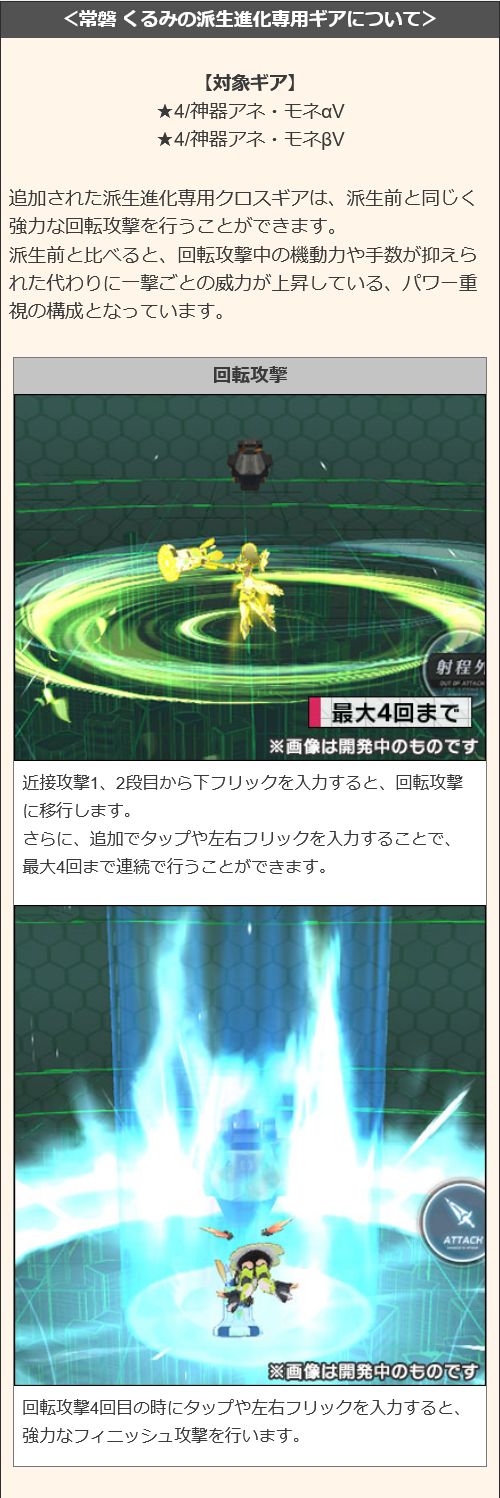 ＜常磐 くるみの派生進化専用ギアについて＞
【対象ギア】
★4/神器アネ・モネαV
★4/神器アネ・モネβV
追加された派生進化専用クロスギアは、派生前と同じく
強力な回転攻撃を行うことができます。
派生前と比べると、回転攻撃中の機動力や手数が抑えら
れた代わりに一撃ごとの威力が上昇している、パワー重
視の構成となっています。
回転攻撃
射程外
OUT OF ATTACK
最大4回まで
※画像は開発中のものです
近接攻撃1、2段目から下フリックを入力すると、回転攻撃
に移行します。
さらに、追加でタップや左右フリックを入力することで、
最大4回まで連続で行うことができます。
ATTACK
※画像は開発中のものです
回転攻撃4回目の時にタップや左右フリックを入力すると、
強力なフィニッシュ攻撃を行います。